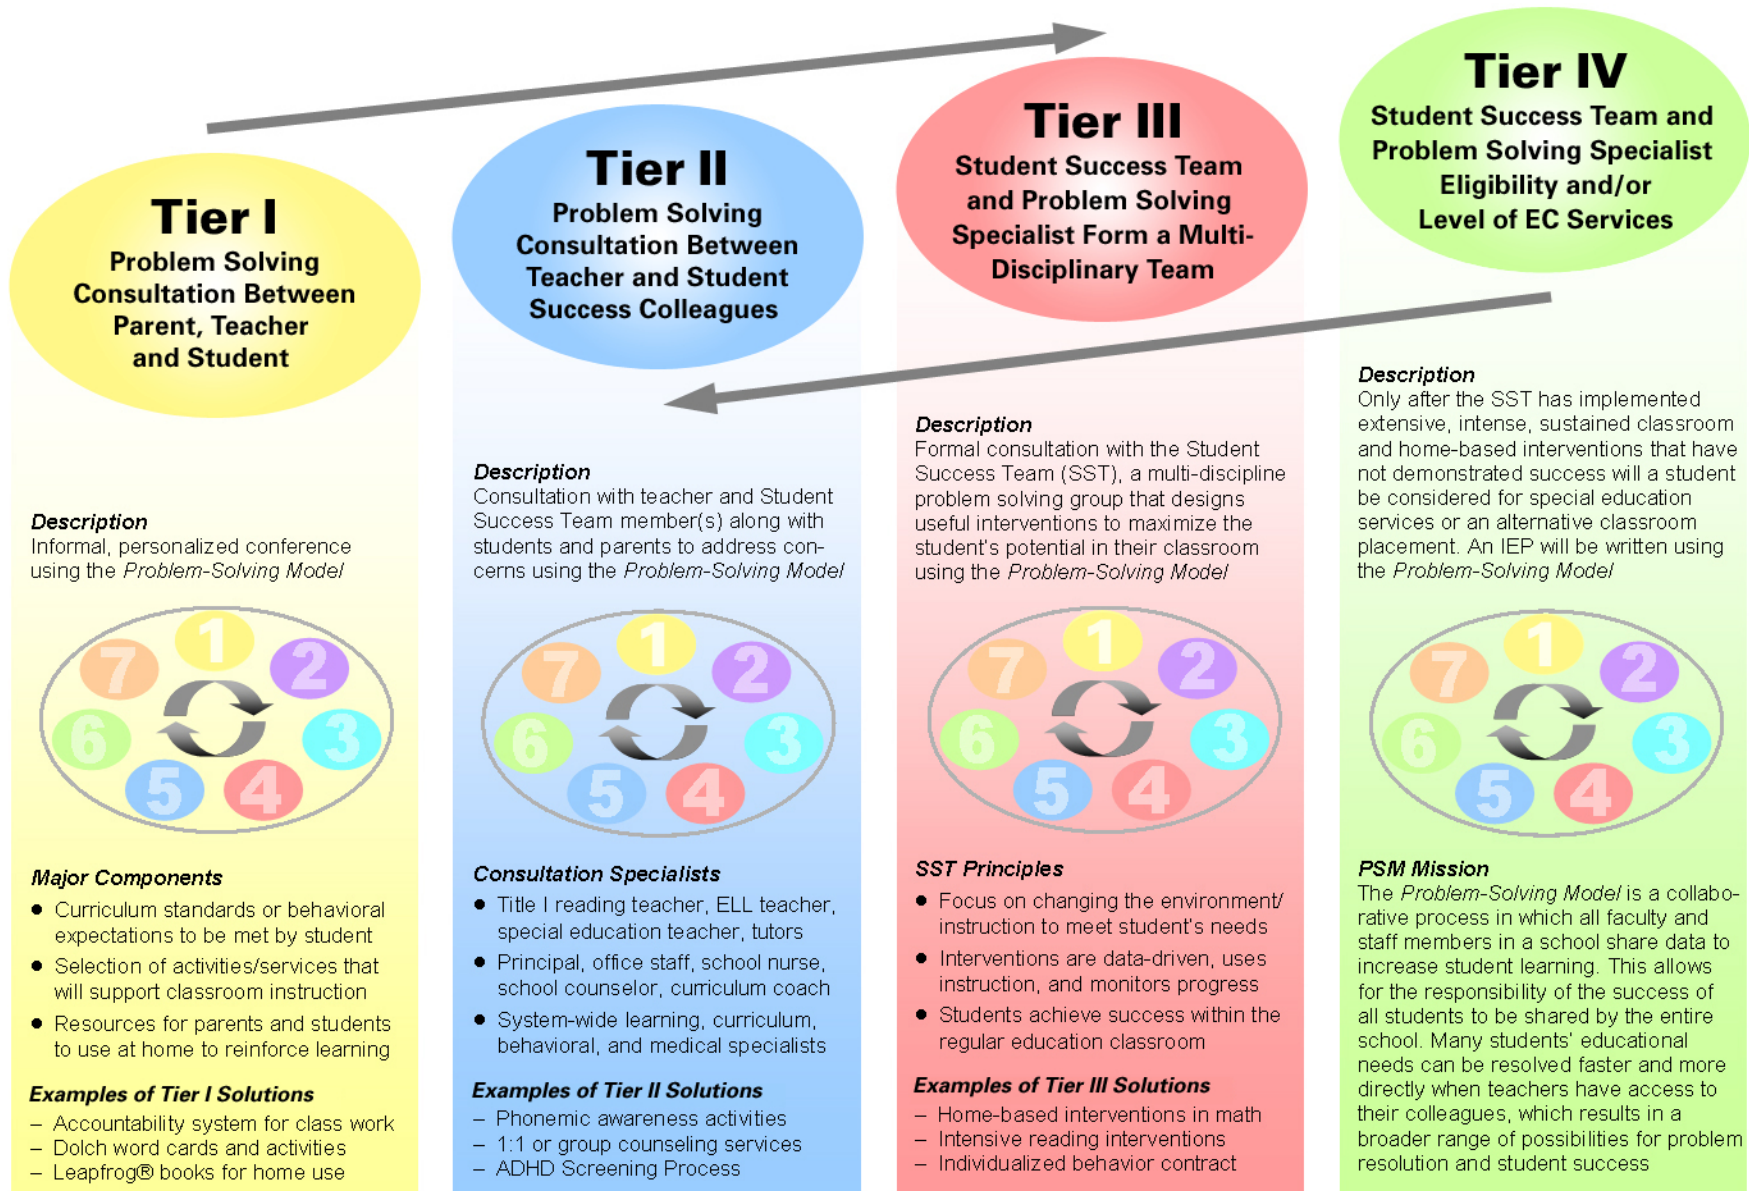 Tier I
Problem Solving
Consultation Between
Parent, Teacher
and Student
Description
Informal, personalized conference
using the Problem-Solving Model
1
2
3
4
5
6
7
Major Components
● Curriculum standards or behavioral
expectations to be met by student
● Selection of activities/services that
will support classroom instruction
● Resources for parents and students
to use at home to reinforce learning
Examples of Tier I Solutions
– Accountability system for class work
– Dolch word cards and activities
– Leapfrog® books for home use
Tier II
Problem Solving
Consultation Between
Teacher and Student
Success Colleagues
Description
Consultation with teacher and Student
Success Team member(s) along with
students and parents to address con-
cerns using the Problem-Solving Model
1
2
3
4
5
6
7
Consultation Specialists
● Title I reading teacher, ELL teacher,
special education teacher, tutors
● Principal, office staff, school nurse,
school counselor, curriculum coach
● System-wide learning, curriculum,
behavioral, and medical specialists
Examples of Tier II Solutions
– Phonemic awareness activities
– 1:1 or group counseling services
– ADHD Screening Process
Tier III
Student Success Team
and Problem Solving
Specialist Form a Multi-
Disciplinary Team
Description
Formal consultation with the Student
Success Team (SST), a multi-discipline
problem solving group that designs
useful interventions to maximize the
student's potential in their classroom
using the Problem-Solving Model
1
2
3
4
5
6
7
SST Principles
● Focus on changing the environment/
instruction to meet student's needs
● Interventions are data-driven, uses
instruction, and monitors progress
● Students achieve success within the
regular education classroom
Examples of Tier III Solutions
– Home-based interventions in math
– Intensive reading interventions
– Individualized behavior contract
Tier IV
Student Success Team and
Problem Solving Specialist
Eligibility and/or
Level of EC Services
Description
Only after the SST has implemented
extensive, intense, sustained classroom
and home-based interventions that have
not demonstrated success will a student
be considered for special education
services or an alternative classroom
placement. An IEP will be written using
the Problem-Solving Model
1
2
3
4
5
6
7
PSM Mission
The Problem-Solving Model is a collabo-
rative process in which all faculty and
staff members in a school share data to
increase student learning. This allows
for the responsibility of the success of
all students to be shared by the entire
school. Many students' educational
needs can be resolved faster and more
directly when teachers have access to
their colleagues, which results in a
broader range of possibilities for problem
resolution and student success